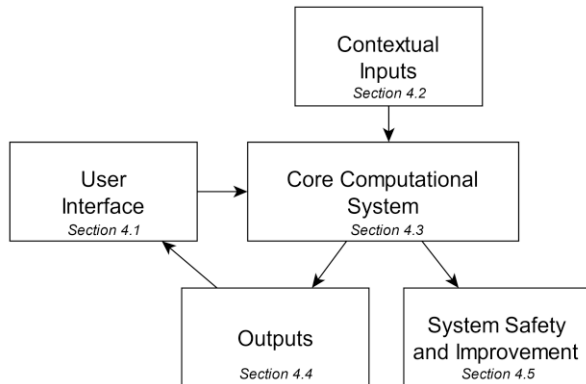 Contextual
Inputs
Section 4.2
User
Interface
Section 4.1
Core Computational
System
Section 4.3
Outputs
Section 4.4
System Safety
and Improvement
Section 4.5